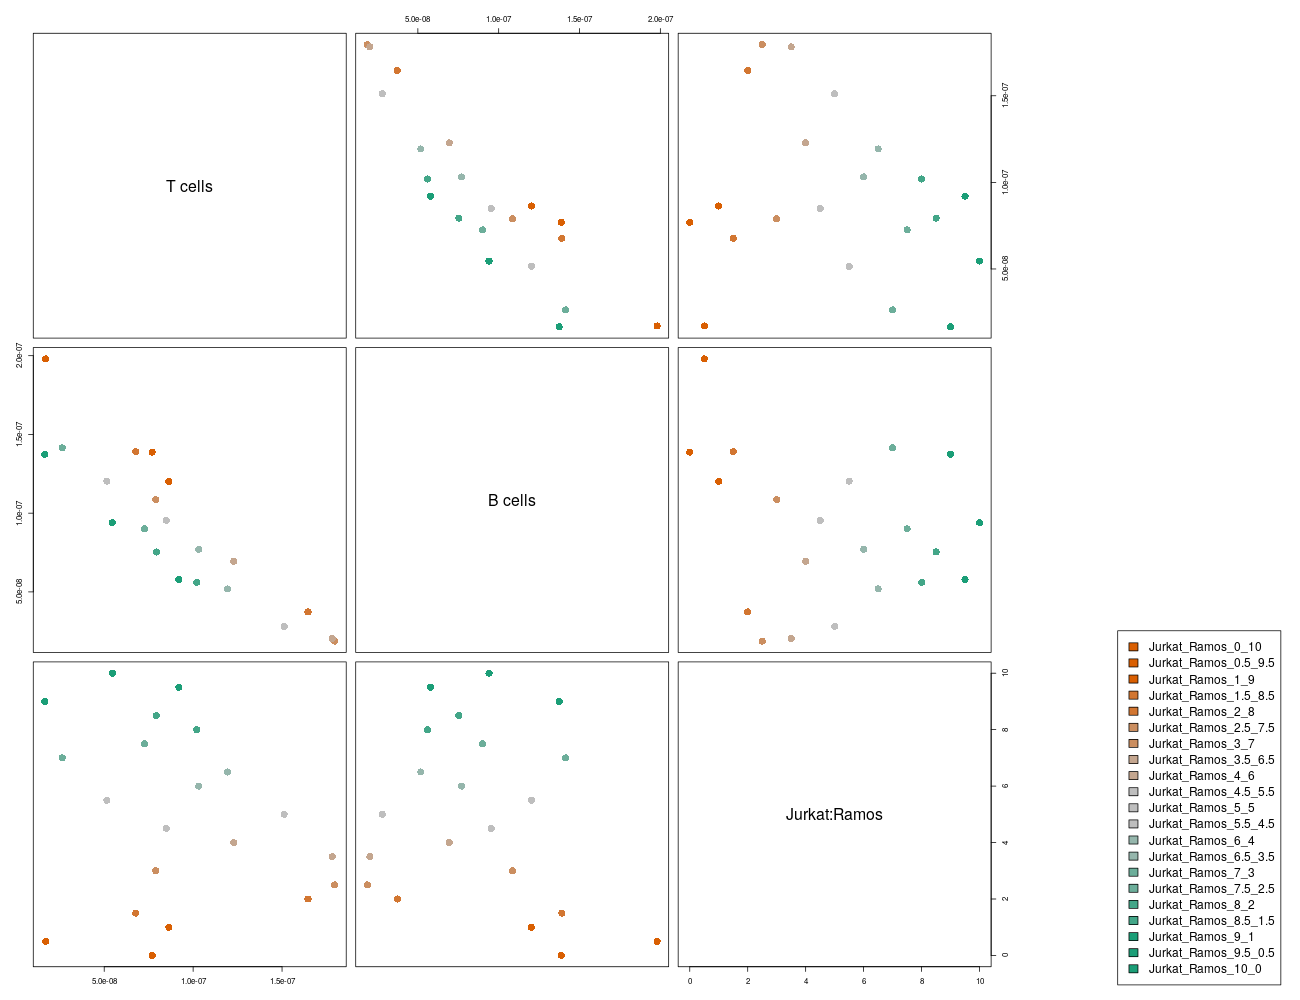 5.0e-08 1.0e-07 1.5e-07 2.0e-07
T cells
5.0e-08 1.0e-07 1.5e-07
5.0e-08 1.0e-07 1.5e-07 2.0e-07
B cells
Jurkat:Ramos
0 2 4 6 8 10
5.0e-08 1.0e-07 1.5e-07
0 2 4 6 8 10
Jurkat_Ramos_0_10
Jurkat_Ramos_0.5_9.5
Jurkat_Ramos_1_9
Jurkat_Ramos_1.5_8.5
Jurkat_Ramos_2_8
Jurkat_Ramos_2.5_7.5
Jurkat_Ramos_3_7
Jurkat_Ramos_3.5_6.5
Jurkat_Ramos_4_6
Jurkat_Ramos_4.5_5.5
Jurkat_Ramos_5_5
Jurkat_Ramos_5.5_4.5
Jurkat_Ramos_6_4
Jurkat_Ramos_6.5_3.5
Jurkat_Ramos_7_3
Jurkat_Ramos_7.5_2.5
Jurkat_Ramos_8_2
Jurkat_Ramos_8.5_1.5
Jurkat_Ramos_9_1
Jurkat_Ramos_9.5_0.5
Jurkat_Ramos_10_0